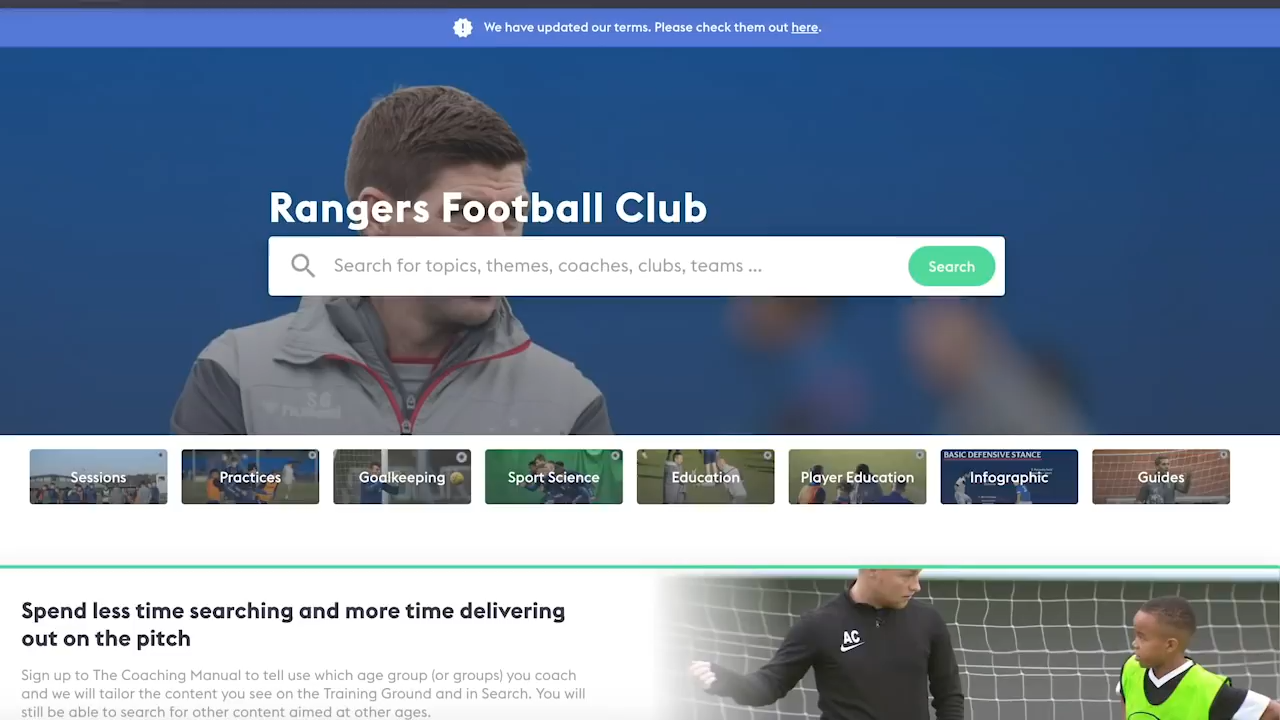 We have updated our terms. Please check them out here.
Rangers Football Club
Search for topics, themes, coaches, clubs, teams ...
Search
SG
Sessions
Practices
Goalkeeping
Sport Science
Education
Player Education
BASIC DEFENSIVE STANCE
Infographic
Guides
Spend less time searching and more time delivering
out on the pitch
AC
Sign up to The Coaching Manual to tell use which age group (or groups) you coach
and we will tailor the content you see on the Training Ground and in Search. You will
still be able to search for other content aimed at other ages.